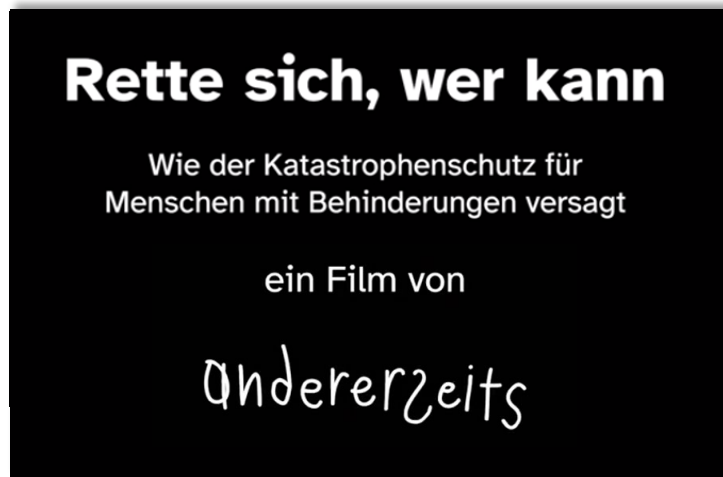 Rette sich, wer kann
Wie der Katastrophenschutz für
Menschen mit Behinderungen versagt
ein Film von
andererseits